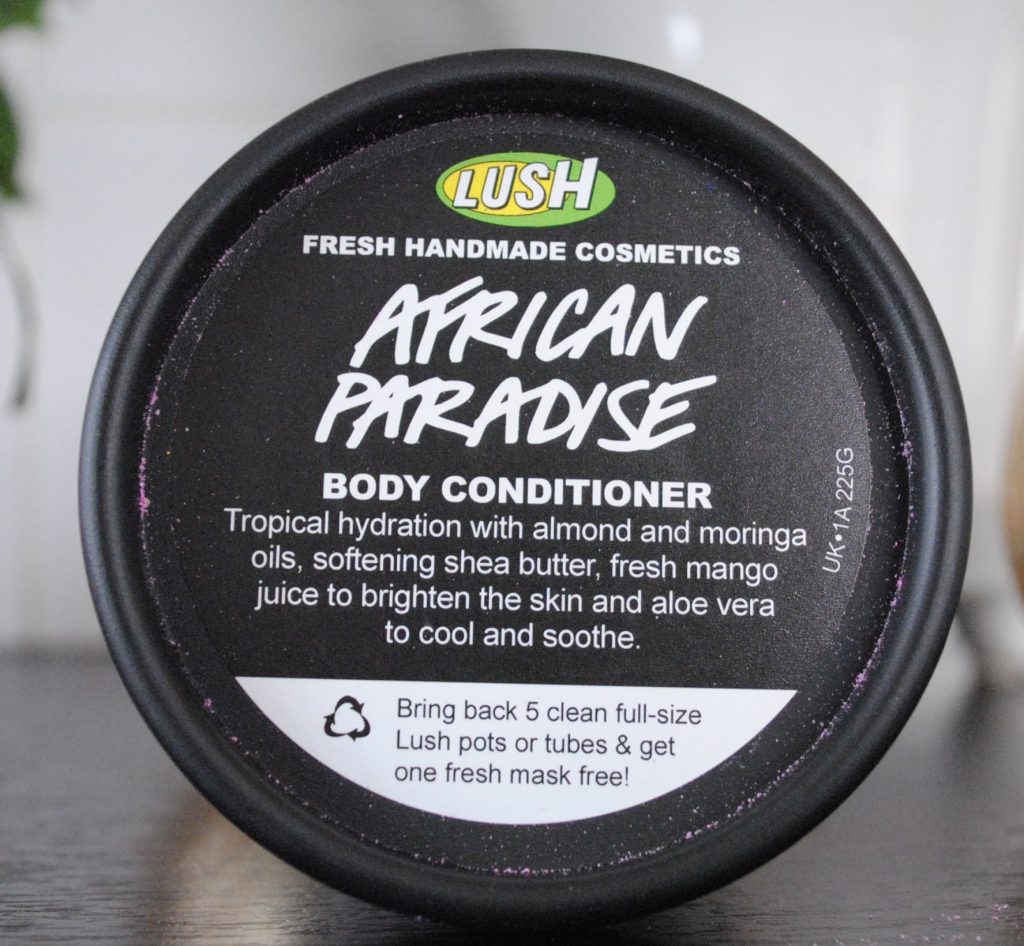 LUSH
FRESH HANDMADE COSMETICS
AFRICAN
PARADISE
BODY CONDITIONER
Tropical hydration with almond and moringa
oils, softening shea butter, fresh mango
juice to brighten the skin and aloe vera
to cool and soothe.
UK• 1A 225G
Bring back 5 clean full-size
Lush pots or tubes & get
one fresh mask free!